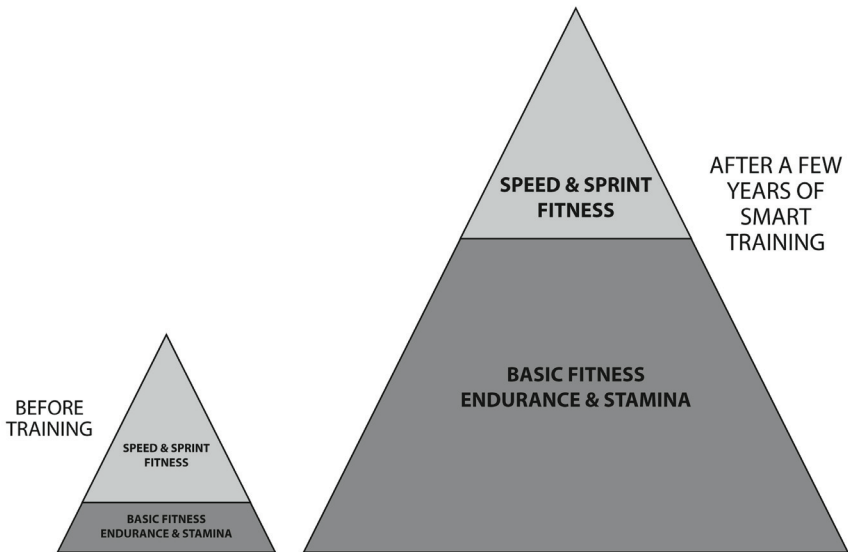 BEFORE
TRAINING
SPEED & SPRINT
FITNESS
BASIC FITNESS
ENDURANCE & STAMINA
SPEED & SPRINT
FITNESS
BASIC FITNESS
ENDURANCE & STAMINA
AFTER A FEW
YEARS OF
SMART
TRAINING